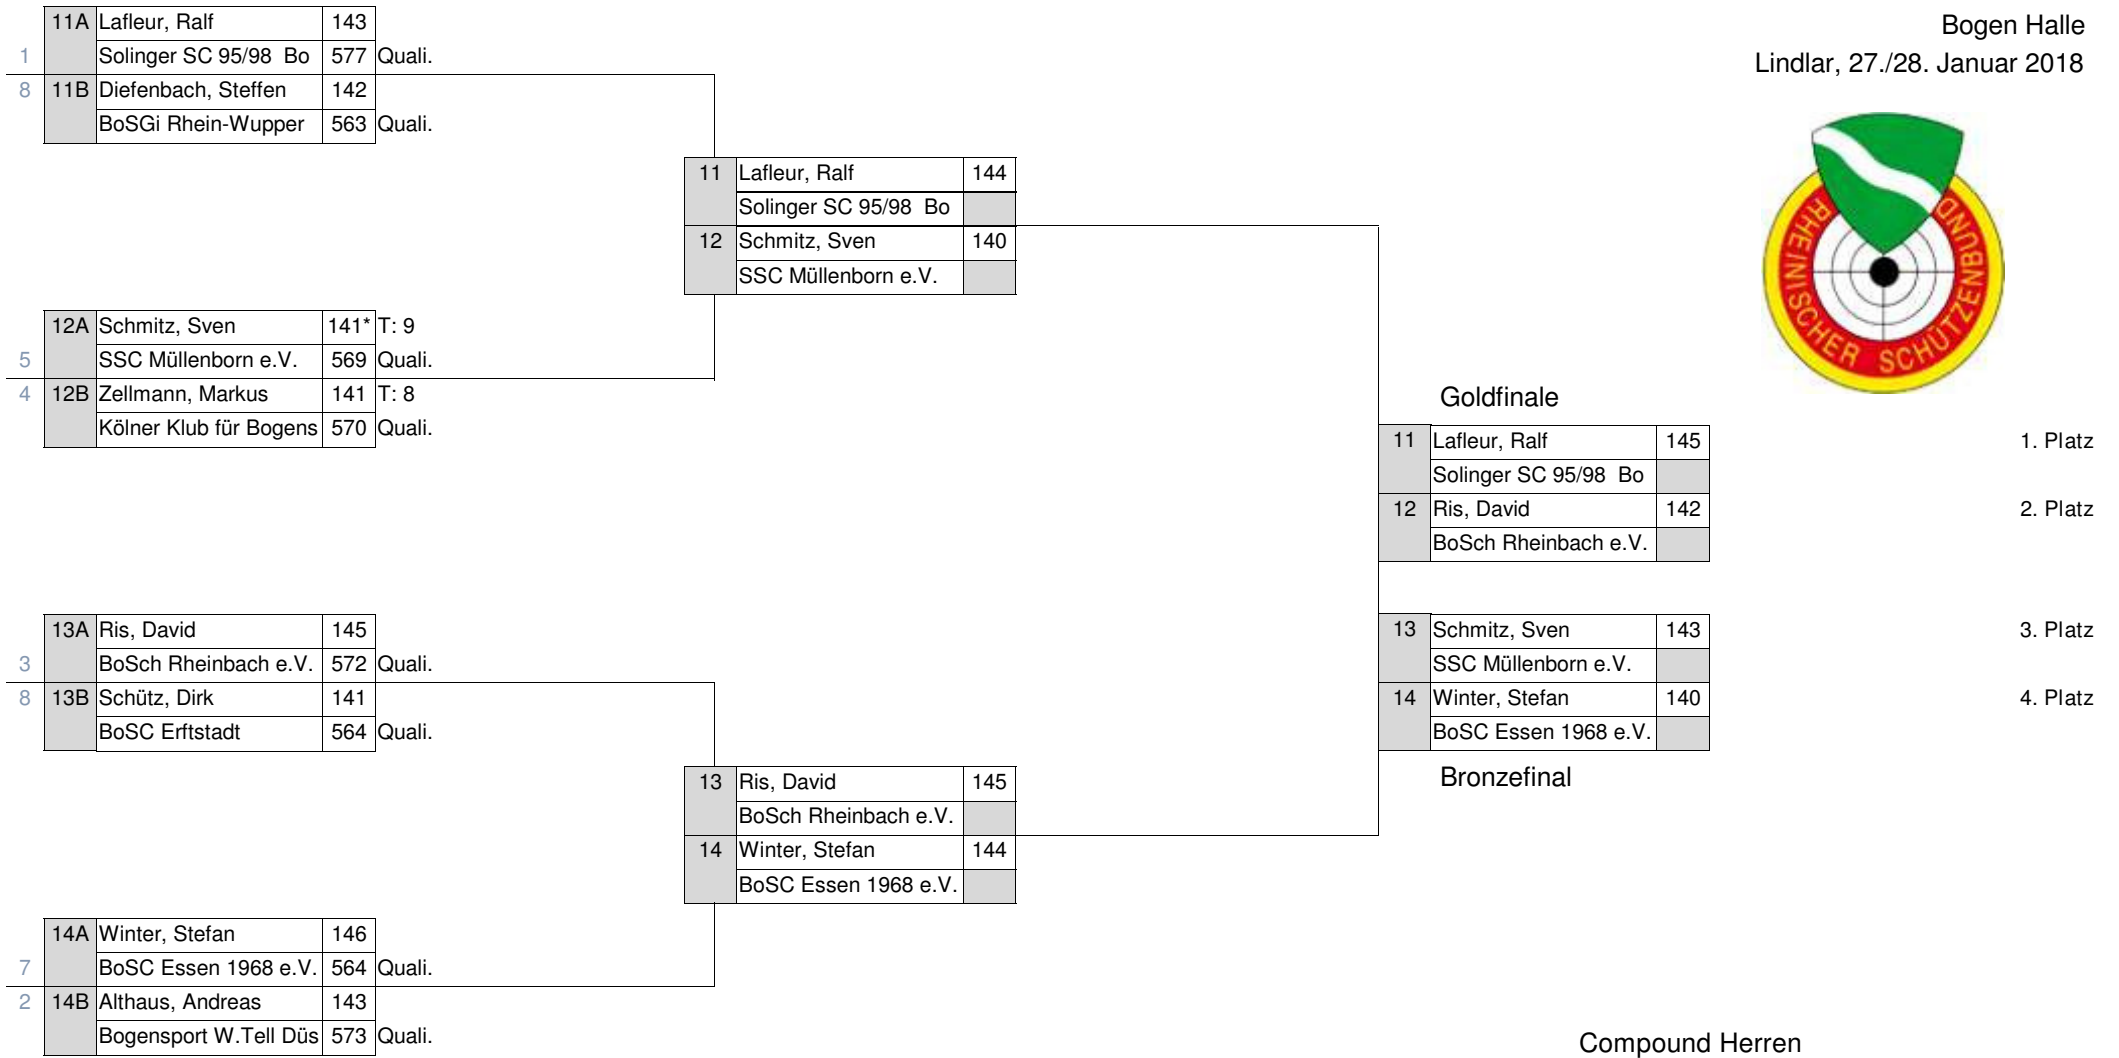 Bogen Halle
Lindlar, 27./28. Januar 2018
RHEINISCHER SCHÜTZENBUND
11A Lafleur, Ralf 143
1 Solinger SC 95/98 Bo 577 Quali.
8 11B Diefenbach, Steffen 142
BoSGi Rhein-Wupper 563 Quali.
11 Lafleur, Ralf 144
Solinger SC 95/98 Bo
12 Schmitz, Sven 140
SSC Müllenborn e.V.
12A Schmitz, Sven 141* T: 9
5 SSC Müllenborn e.V. 569 Quali.
4 12B Zellmann, Markus 141 T: 8
Kölner Klub für Bogens 570 Quali.
Goldfinale
11 Lafleur, Ralf 145 1. Platz
Solinger SC 95/98 Bo
12 Ris, David 142 2. Platz
BoSch Rheinbach e.V.
13A Ris, David 145
3 BoSch Rheinbach e.V. 572 Quali.
8 13B Schütz, Dirk 141
BoSC Erftstadt 564 Quali.
13 Schmitz, Sven 143 3. Platz
SSC Müllenborn e.V.
14 Winter, Stefan 140 4. Platz
BoSC Essen 1968 e.V.
Bronzefinal
13 Ris, David 145
BoSch Rheinbach e.V.
14 Winter, Stefan 144
BoSC Essen 1968 e.V.
14A Winter, Stefan 146
7 BoSC Essen 1968 e.V. 564 Quali.
2 14B Althaus, Andreas 143
Bogensport W.Tell Düs 573 Quali.
Compound Herren